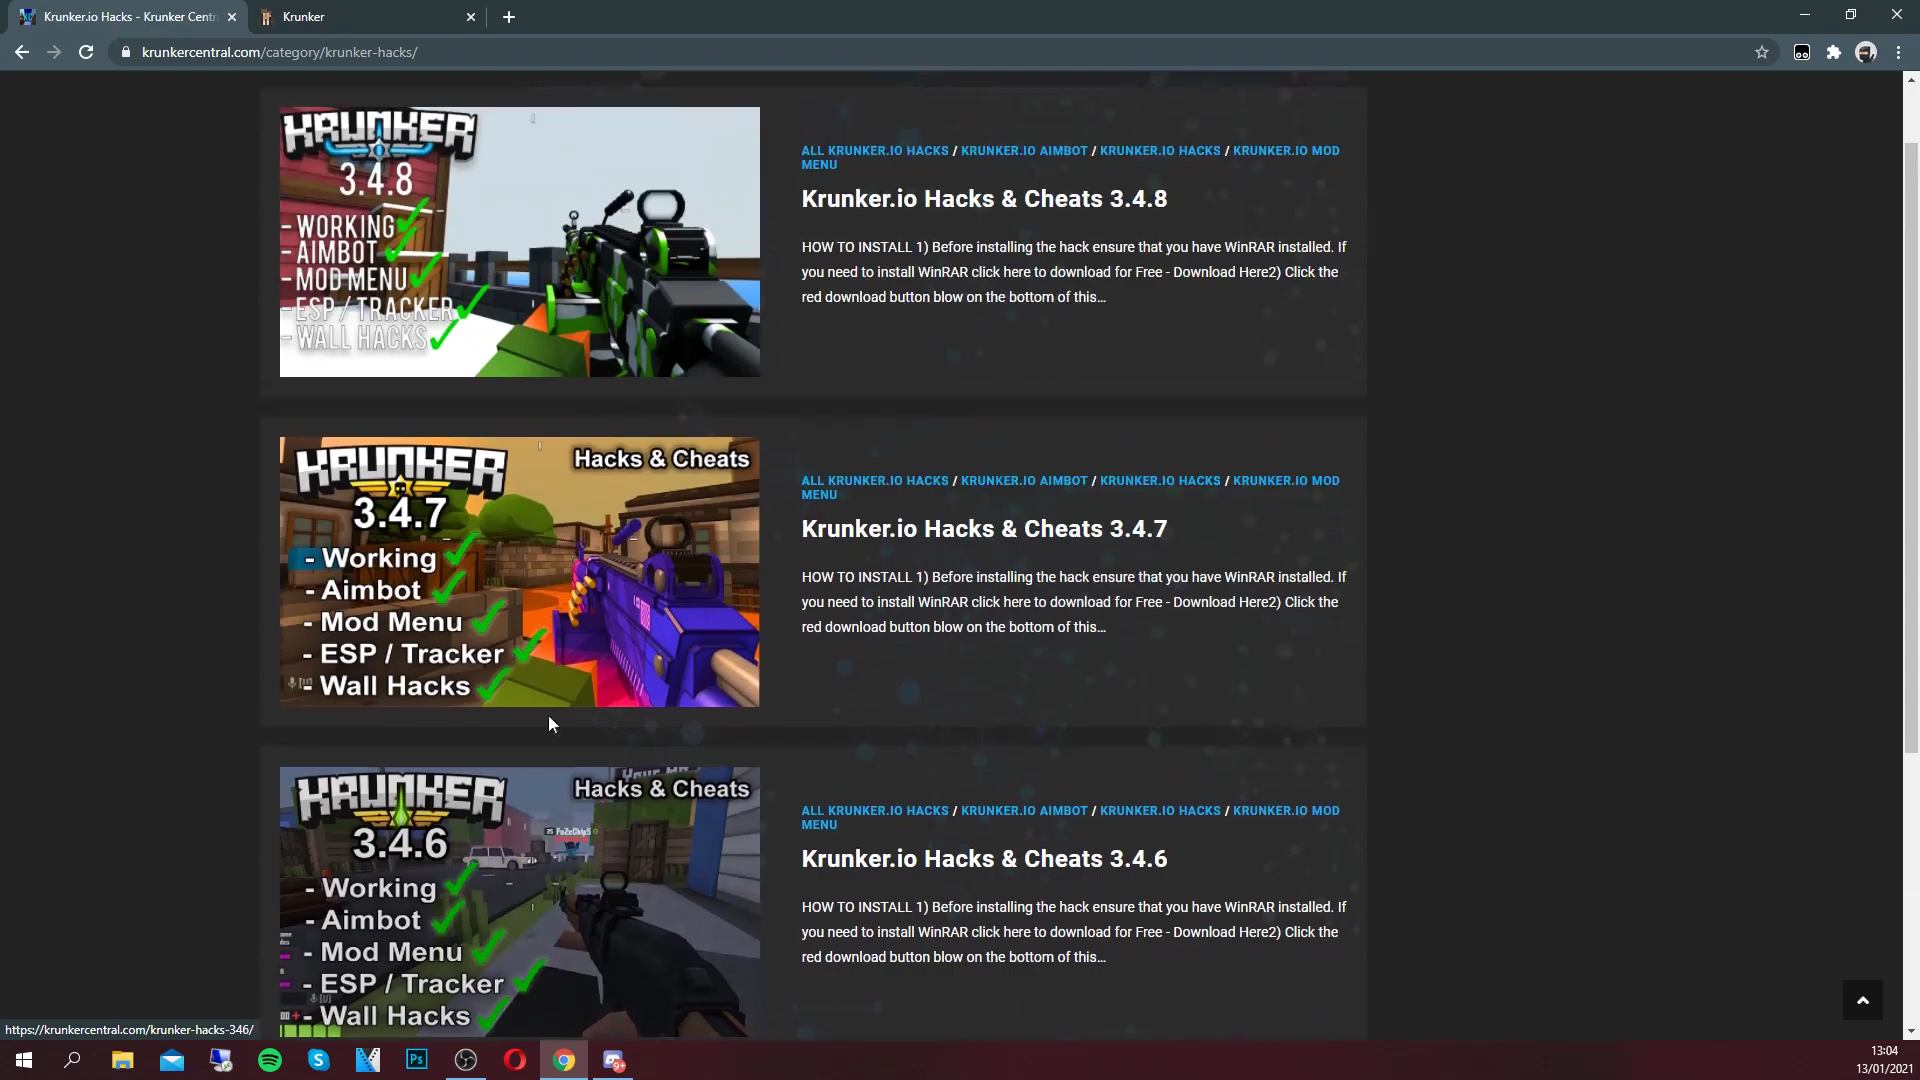 Krunker.io Hacks - Krunker Centr
Krunker
krunkercentral.com/category/krunker-hacks/
KRUNKER
3.4.8
- WORKING
- AIMBOT
- MOD MENU
- ESP / TRACKER
- WALL HACKS
ALL KRUNKER.IO HACKS / KRUNKER.IO AIMBOT / KRUNKER.IO HACKS / KRUNKER.IO MOD
MENU
Krunker.io Hacks & Cheats 3.4.8
HOW TO INSTALL 1) Before installing the hack ensure that you have WinRAR installed. If
you need to install WinRAR click here to download for Free - Download Here2) Click the
red download button blow on the bottom of this...
KRUNKER
Hacks & Cheats
3.4.7
- Working
- Aimbot
- Mod Menu
- ESP / Tracker
- Wall Hacks
ALL KRUNKER.IO HACKS / KRUNKER.IO AIMBOT / KRUNKER.IO HACKS / KRUNKER.IO MOD
MENU
Krunker.io Hacks & Cheats 3.4.7
HOW TO INSTALL 1) Before installing the hack ensure that you have WinRAR installed. If
you need to install WinRAR click here to download for Free - Download Here2) Click the
red download button blow on the bottom of this...
KRUNKER
Hacks & Cheats
3.4.6
- Working
- Aimbot
- Mod Menu
- ESP / Tracker
- Wall Hacks
ALL KRUNKER.IO HACKS / KRUNKER.IO AIMBOT / KRUNKER.IO HACKS / KRUNKER.IO MOD
MENU
Krunker.io Hacks & Cheats 3.4.6
HOW TO INSTALL 1) Before installing the hack ensure that you have WinRAR installed. If
you need to install WinRAR click here to download for Free - Download Here2) Click the
red download button blow on the bottom of this...
https://krunkercentral.com/krunker-hacks-346/
Ps
9+
13:04
13/01/2021